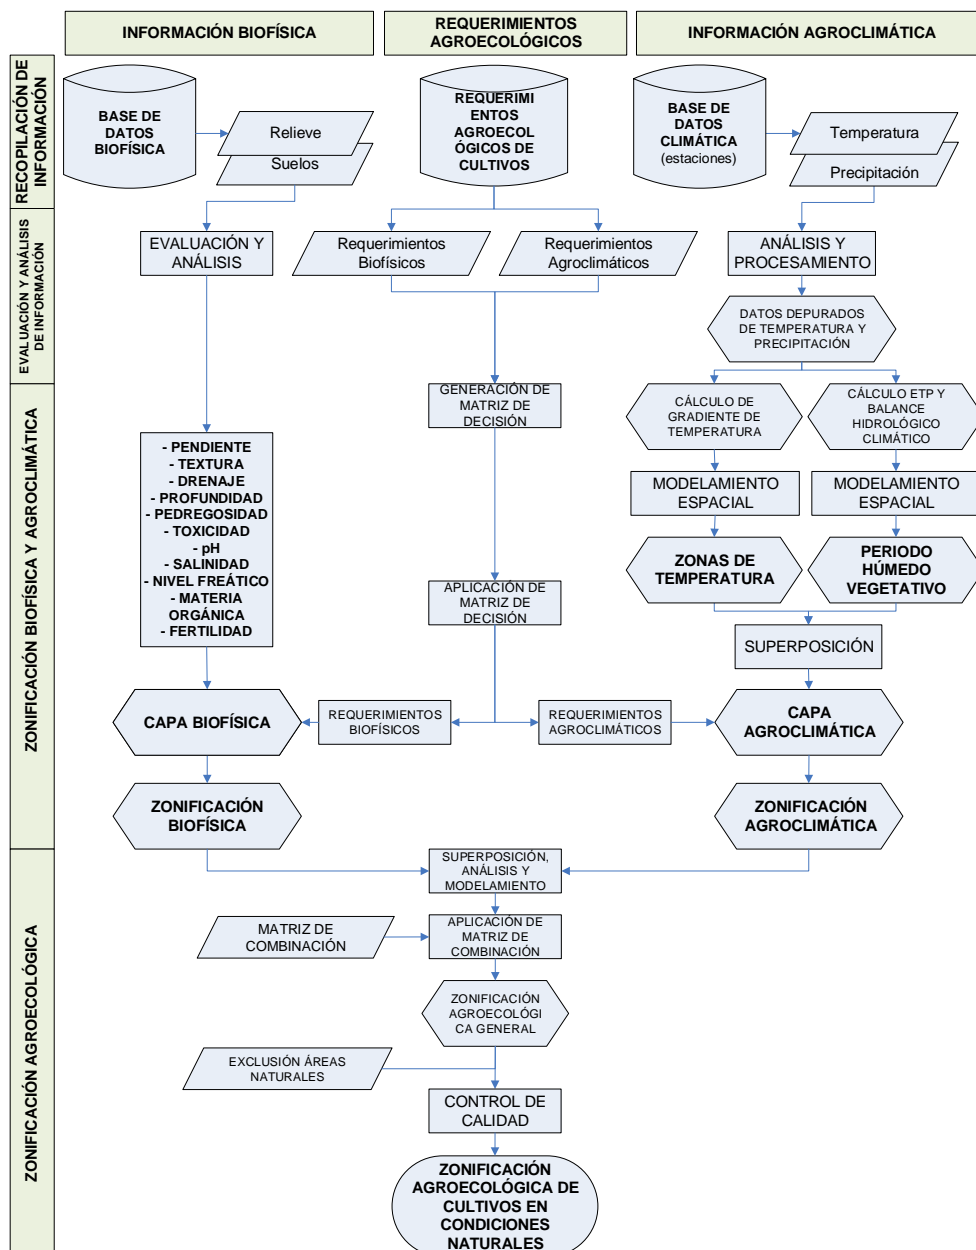 INFORMACIÓN BIOFÍSICA
REQUERIMIENTOS
AGROECOLÓGICOS
INFORMACIÓN AGROCLIMÁTICA
RECOPILACIÓN DE
INFORMACIÓN
BASE DE
DATOS
BIOFÍSICA
Relieve
Suelos
REQUERIMI
ENTOS
AGROECOL
ÓGICOS DE
CULTIVOS
BASE DE
DATOS
CLIMÁTICA
(estaciones)
Temperatura
Precipitación
EVALUACIÓN Y ANÁLISIS
DE INFORMACIÓN
EVALUACIÓN Y
ANÁLISIS
Requerimientos
Biofísicos
Requerimientos
Agroclimáticos
ANÁLISIS Y
PROCESAMIENTO
DATOS DEPURADOS
DE TEMPERATURA Y
PRECIPITACIÓN
ZONIFICACIÓN BIOFÍSICA Y AGROCLIMÁTICA
GENERACIÓN DE
MATRIZ DE
DECISIÓN
CÁLCULO DE
GRADIENTE DE
TEMPERATURA
CÁLCULO ETP Y
BALANCE
HIDROLÓGICO
CLIMÁTICO
- PENDIENTE
- TEXTURA
- DRENAJE
- PROFUNDIDAD
- PEDREGOSIDAD
- TOXICIDAD
- pH
- SALINIDAD
- NIVEL FREÁTICO
- MATERIA
ORGÁNICA
- FERTILIDAD
MODELAMIENTO
ESPACIAL
MODELAMIENTO
ESPACIAL
ZONAS DE
TEMPERATURA
PERIODO
HÚMEDO
VEGETATIVO
APLICACIÓN DE
MATRIZ DE
DECISIÓN
SUPERPOSICIÓN
CAPA BIOFÍSICA
REQUERIMIENTOS
BIOFÍSICOS
REQUERIMIENTOS
AGROCLIMÁTICOS
CAPA
AGROCLIMÁTICA
ZONIFICACIÓN
BIOFÍSICA
ZONIFICACIÓN
AGROCLIMÁTICA
ZONIFICACIÓN AGROECOLÓGICA
SUPERPOSICIÓN,
ANÁLISIS Y
MODELAMIENTO
MATRIZ DE
COMBINACIÓN
APLICACIÓN DE
MATRIZ DE
COMBINACIÓN
ZONIFICACIÓN
AGROECOLÓGI
CA GENERAL
EXCLUSIÓN ÁREAS
NATURALES
CONTROL DE
CALIDAD
ZONIFICACIÓN
AGROECOLÓGICA DE
CULTIVOS EN
CONDICIONES
NATURALES